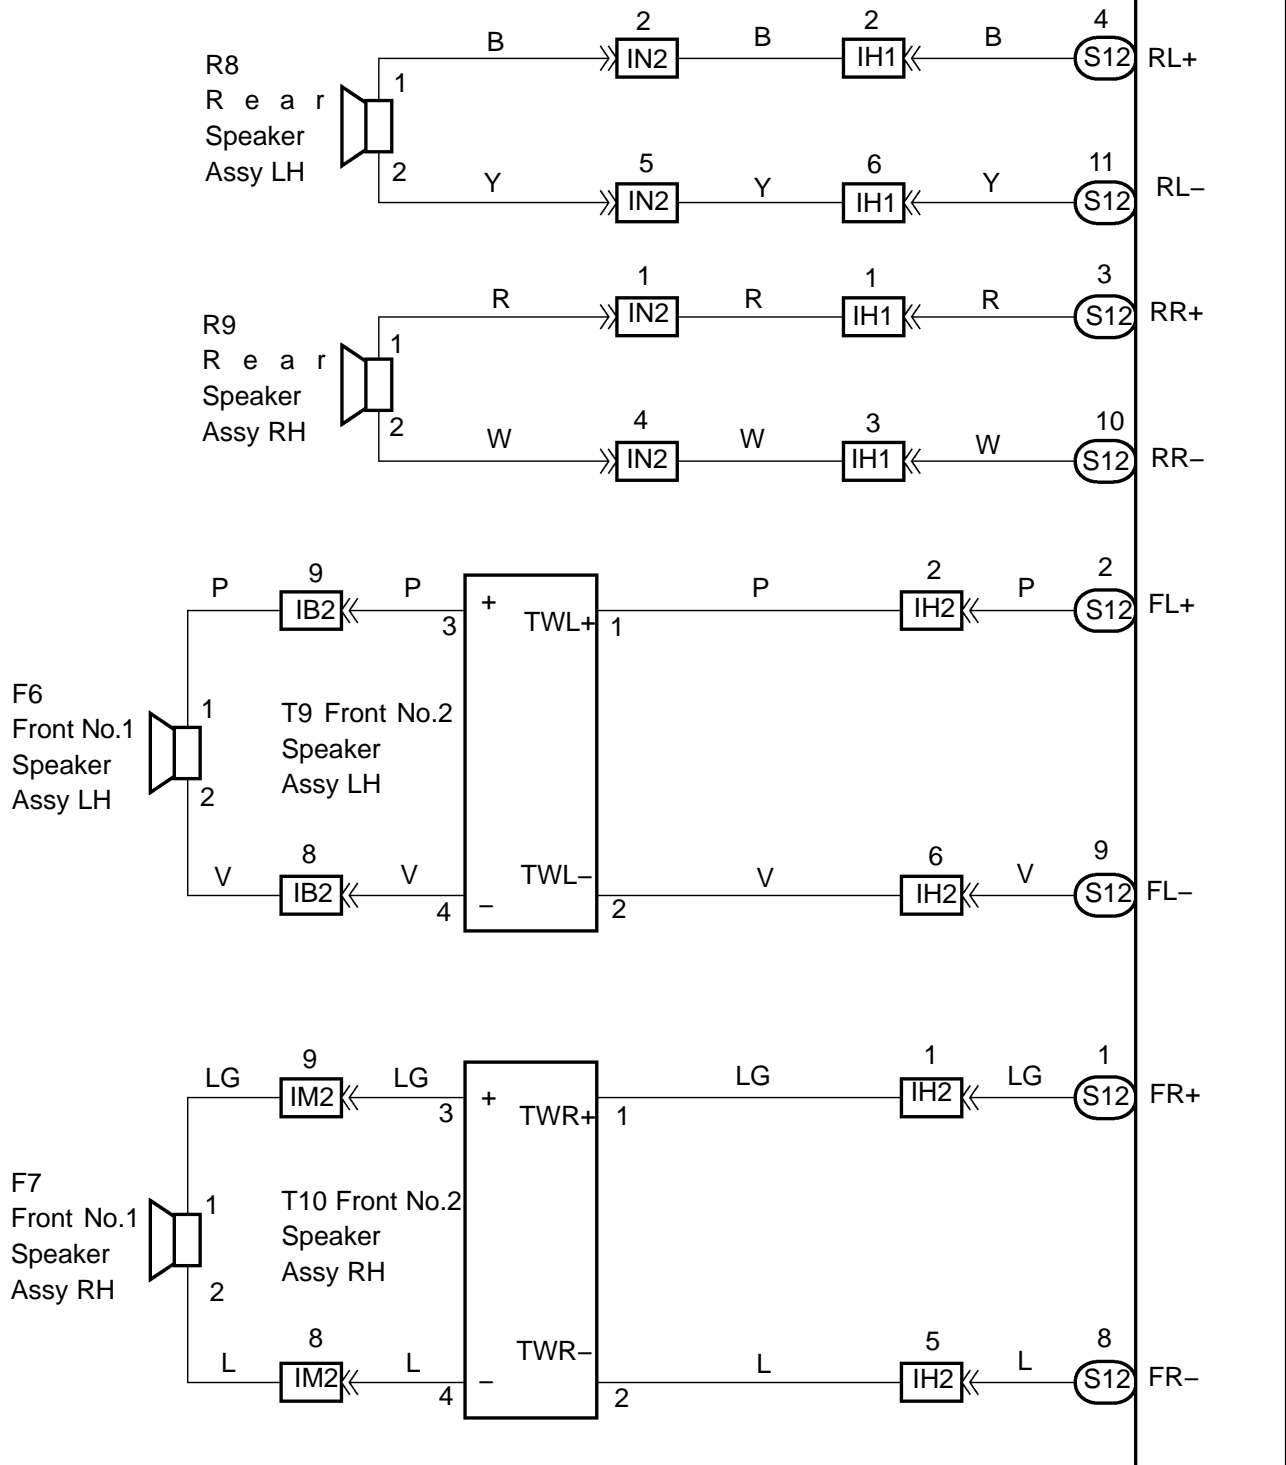 2 2 4
B B B
R8 IN2 IH1 S12 RL+
1
R e a r
Speaker
Assy LH
2
5 6 11
Y Y Y
IN2 IH1 S12 RL–
1 1 3
R R R
R9 IN2 IH1 S12 RR+
1
R e a r
Speaker
Assy RH
2
4 3 10
W W W
IN2 IH1 S12 RR–
9 2 2
P P P P
IB2 + IH2 S12 FL+
3 TWL+ 1
F6
Front No.1
Speaker
Assy LH
1
2
T9 Front No.2
Speaker
Assy LH
8 6 9
V V V V
IB2 TWL– IH2 S12 FL–
4 – 2
9 1 1
LG LG LG LG
IM2 + IH2 S12 FR+
3 TWR+ 1
F7
Front No.1
Speaker
Assy RH
1
2
T10 Front No.2
Speaker
Assy RH
8 5 8
L L L L
IM2 TWR– IH2 S12 FR–
4 – 2